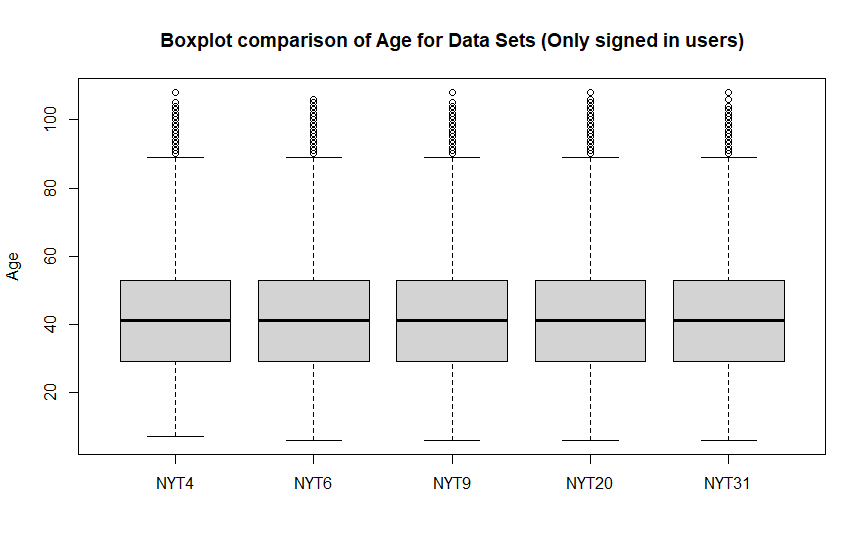 Boxplot comparison of Age for Data Sets (Only signed in users)
Age
100
80
60
40
20
NYT4 NYT6 NYT9 NYT20 NYT31